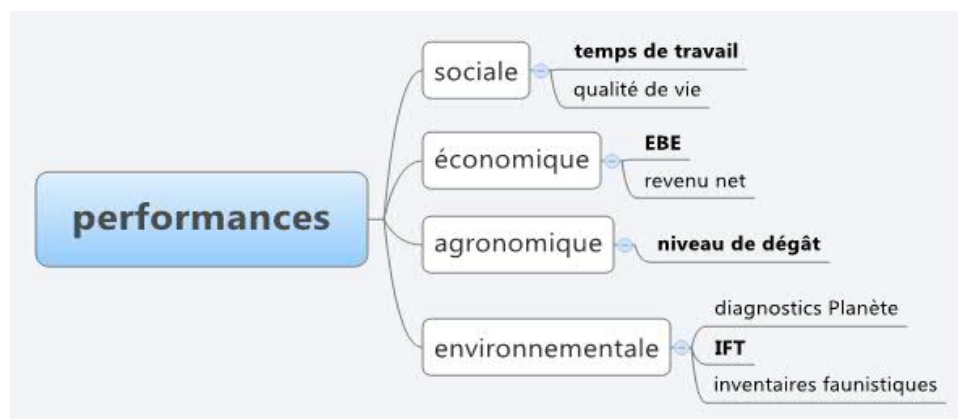 performances
sociale
temps de travail
qualité de vie
économique
EBE
revenu net
agronomique
niveau de dégât
environnementale
diagnostics Planète
IFT
inventaires faunistiques